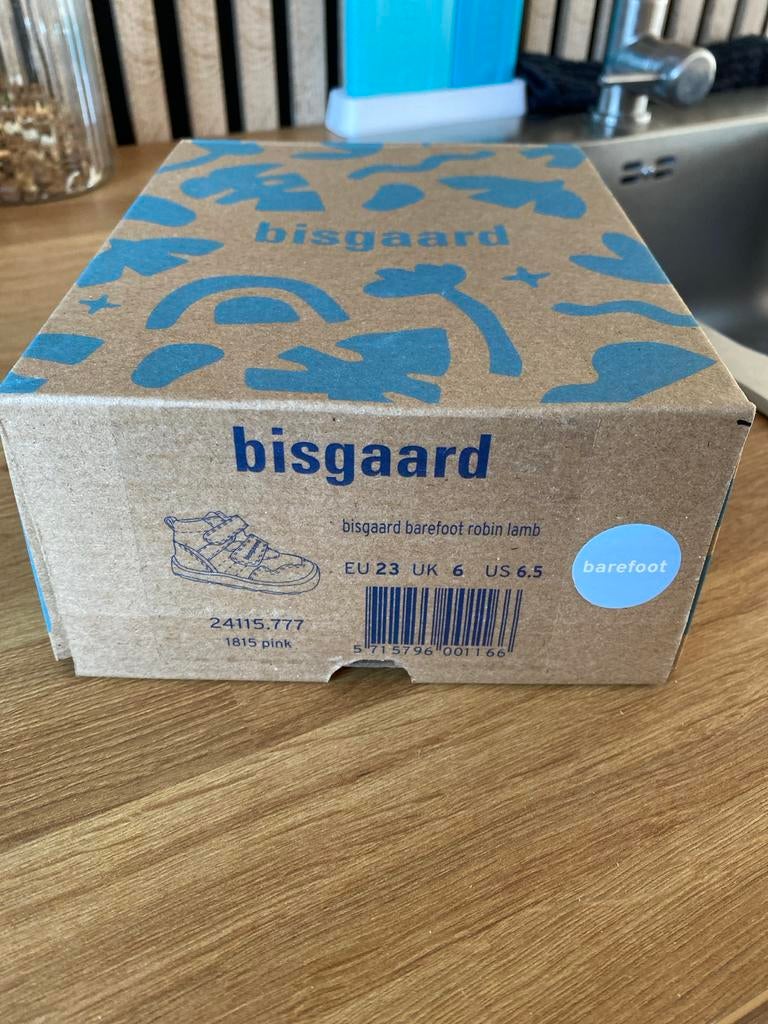 bisgaard
bisgaard
bisgaard barefoot robin lamb
EU 23 UK 6 US 6.5
barefoot
24115.777
1815 pink
5 715796 001166